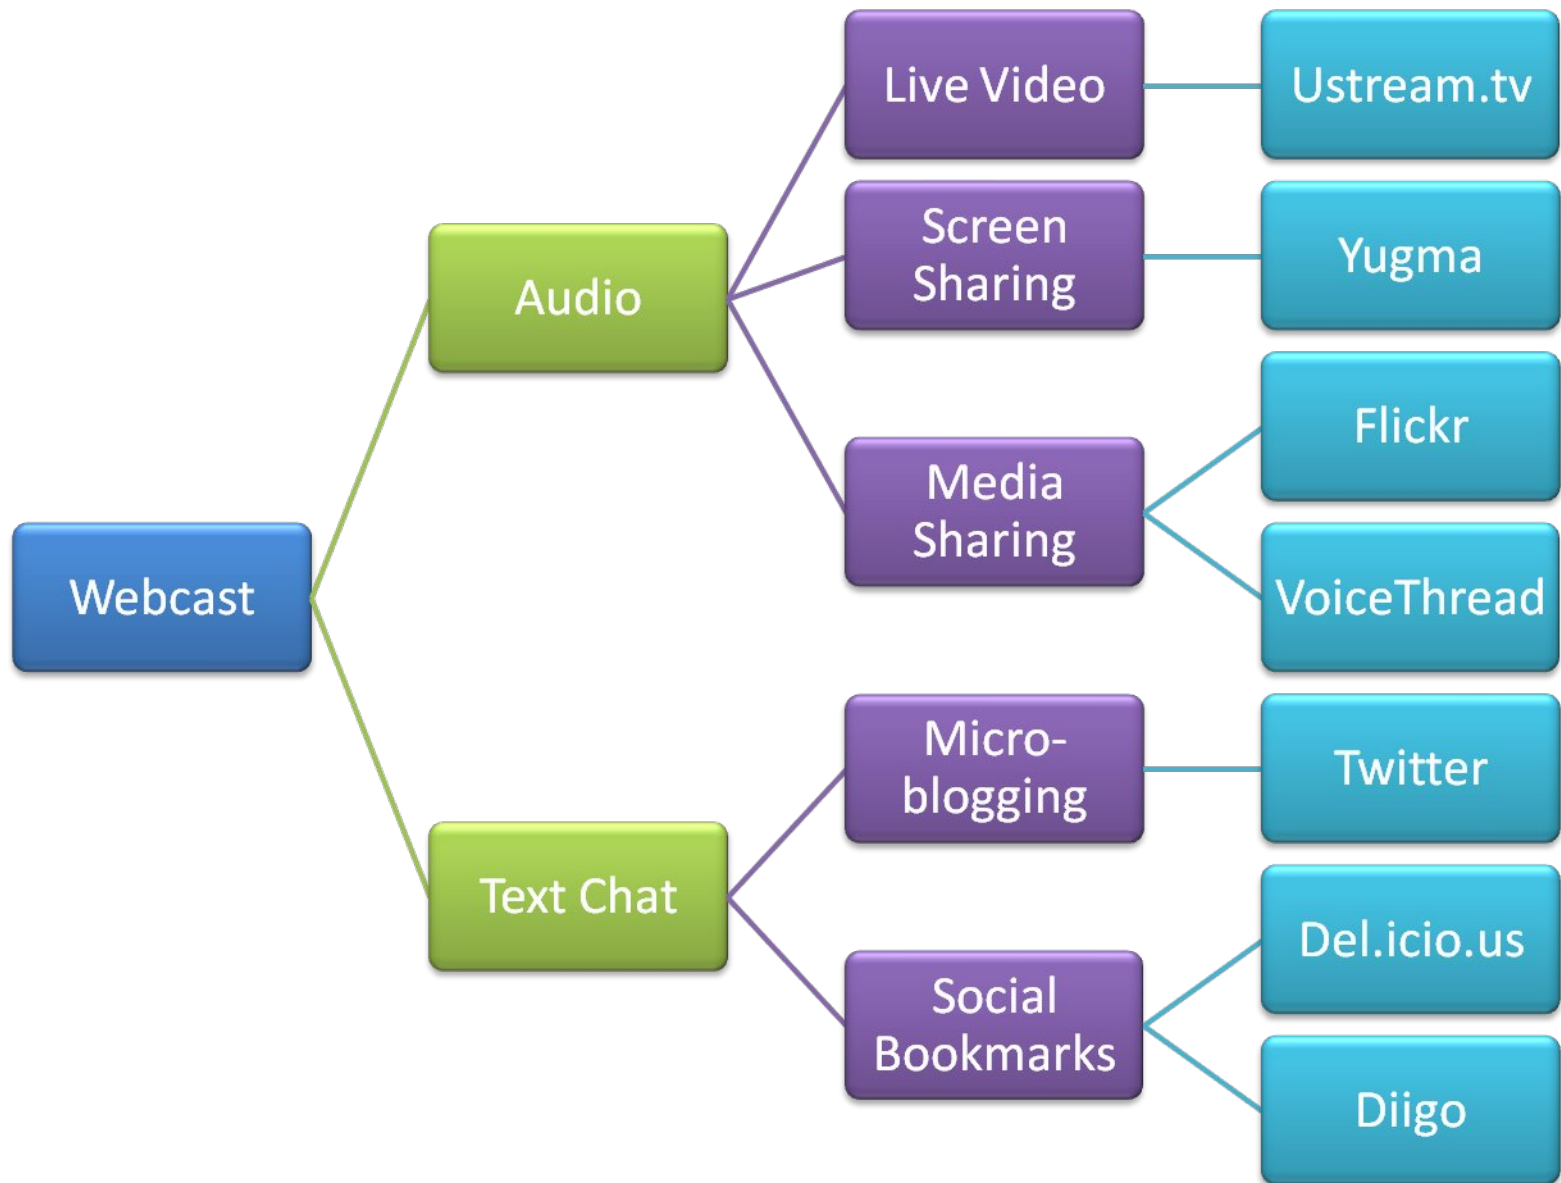 Webcast
Audio
Live Video
Ustream.tv
Screen
Sharing
Yugma
Media
Sharing
Flickr
VoiceThread
Text Chat
Micro-
blogging
Twitter
Social
Bookmarks
Del.icio.us
Diigo